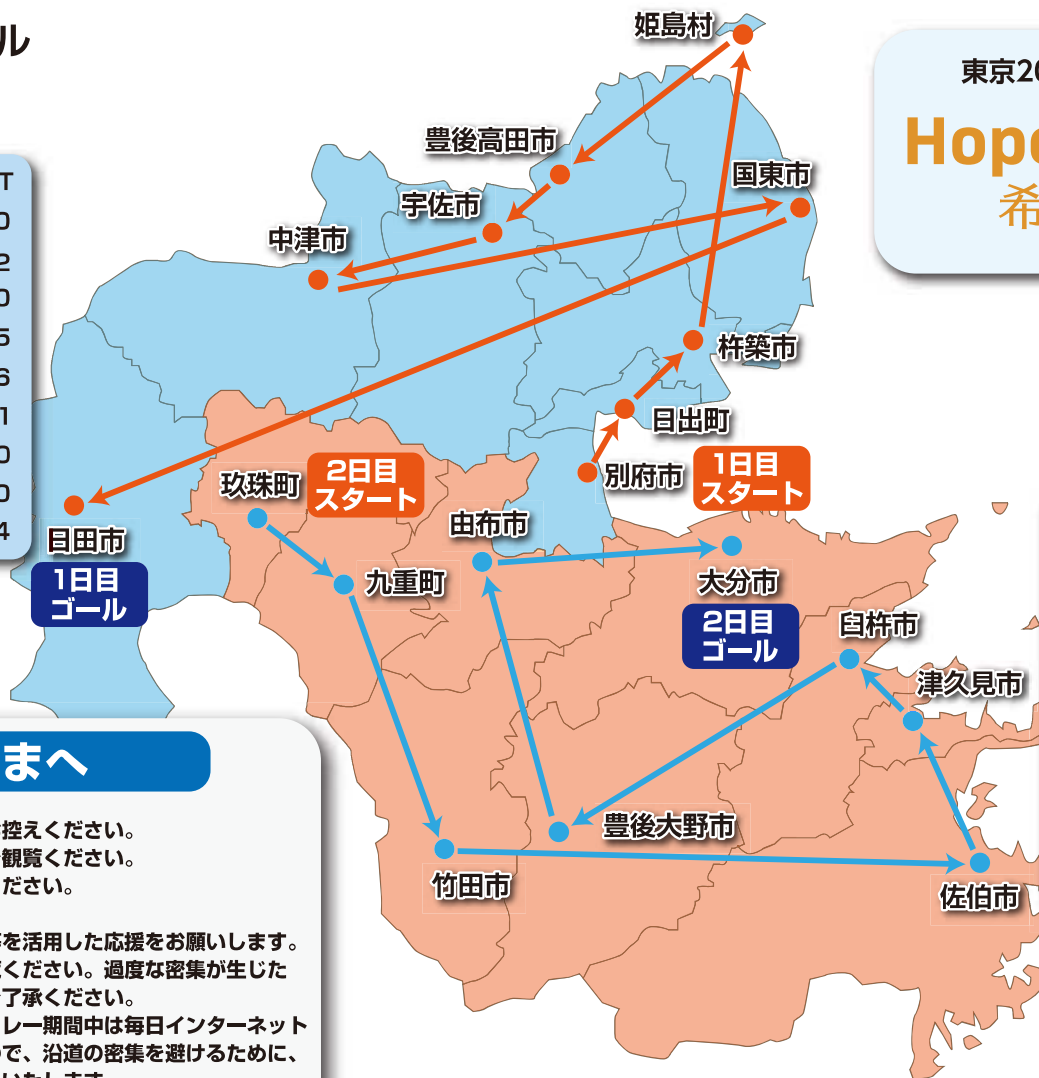 ル
T
0
2
0
5
6
1
0
0
4
東京20
Hope
希
姫島村
豊後高田市
国東市
宇佐市
中津市
杵築市
日出町
別府市
1日目
スタート
玖珠町
2日目
スタート
日田市
1日目
ゴール
由布市
九重町
大分市
2日目
ゴール
臼杵市
津久見市
豊後大野市
竹田市
佐伯市
まへ
控えください。
観覧ください。
ださい。
を活用した応援をお願いします。
ください。過度な密集が生じた
了承ください。
レー期間中は毎日インターネット
で、沿道の密集を避けるために、
いたします。